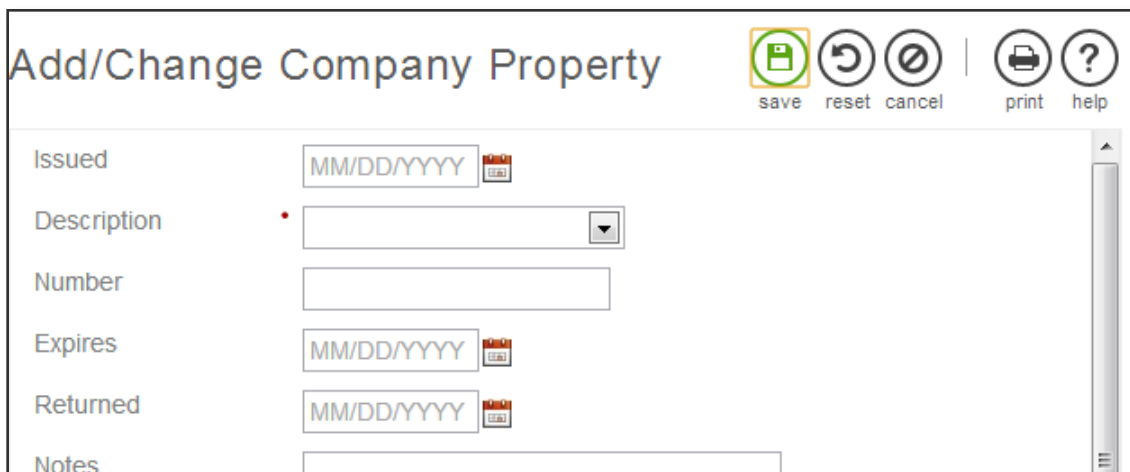 Add/Change Company Property
save reset cancel print help
Issued MM/DD/YYYY
Description
Number
Expires MM/DD/YYYY
Returned MM/DD/YYYY
Notes